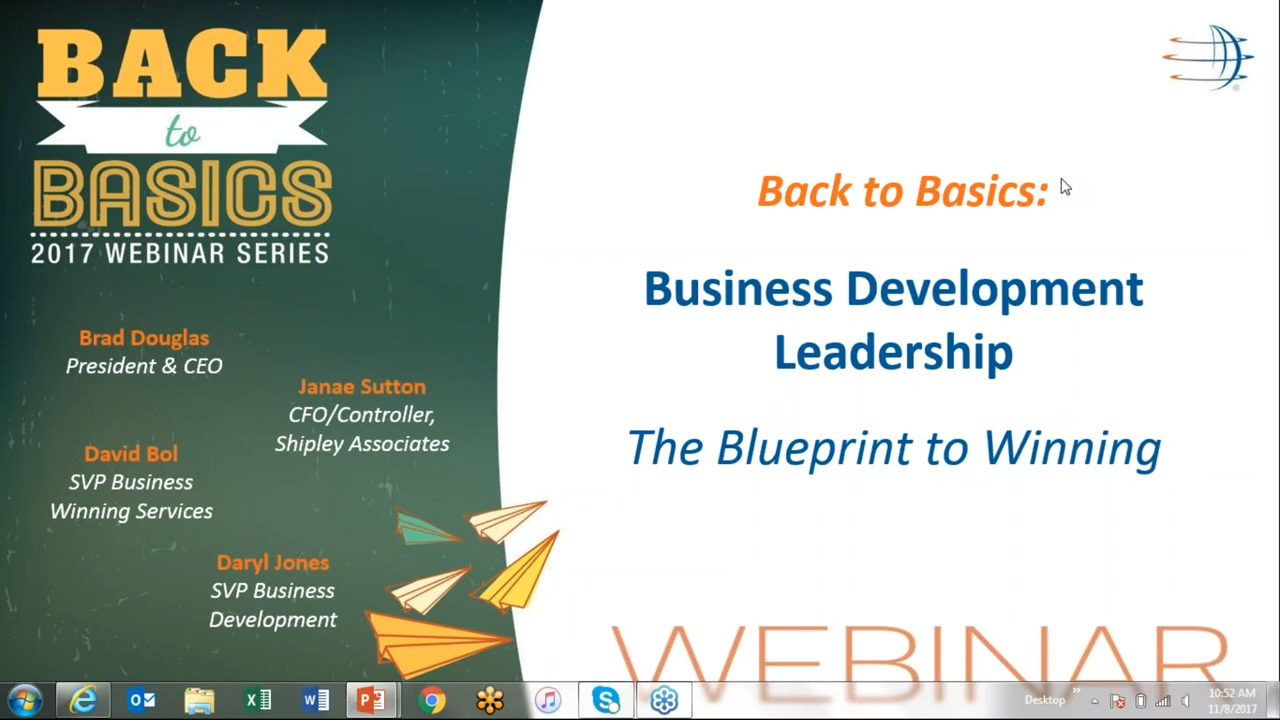 BACK
to
BASICS
2017 WEBINAR SERIES
Brad Douglas
President & CEO
Janae Sutton
CFO/Controller,
Shipley Associates
David Bol
SVP Business
Winning Services
Daryl Jones
SVP Business
Development
Back to Basics:
Business Development
Leadership
The Blueprint to Winning
WEBINAR
Desktop
10:52 AM
11/8/2017